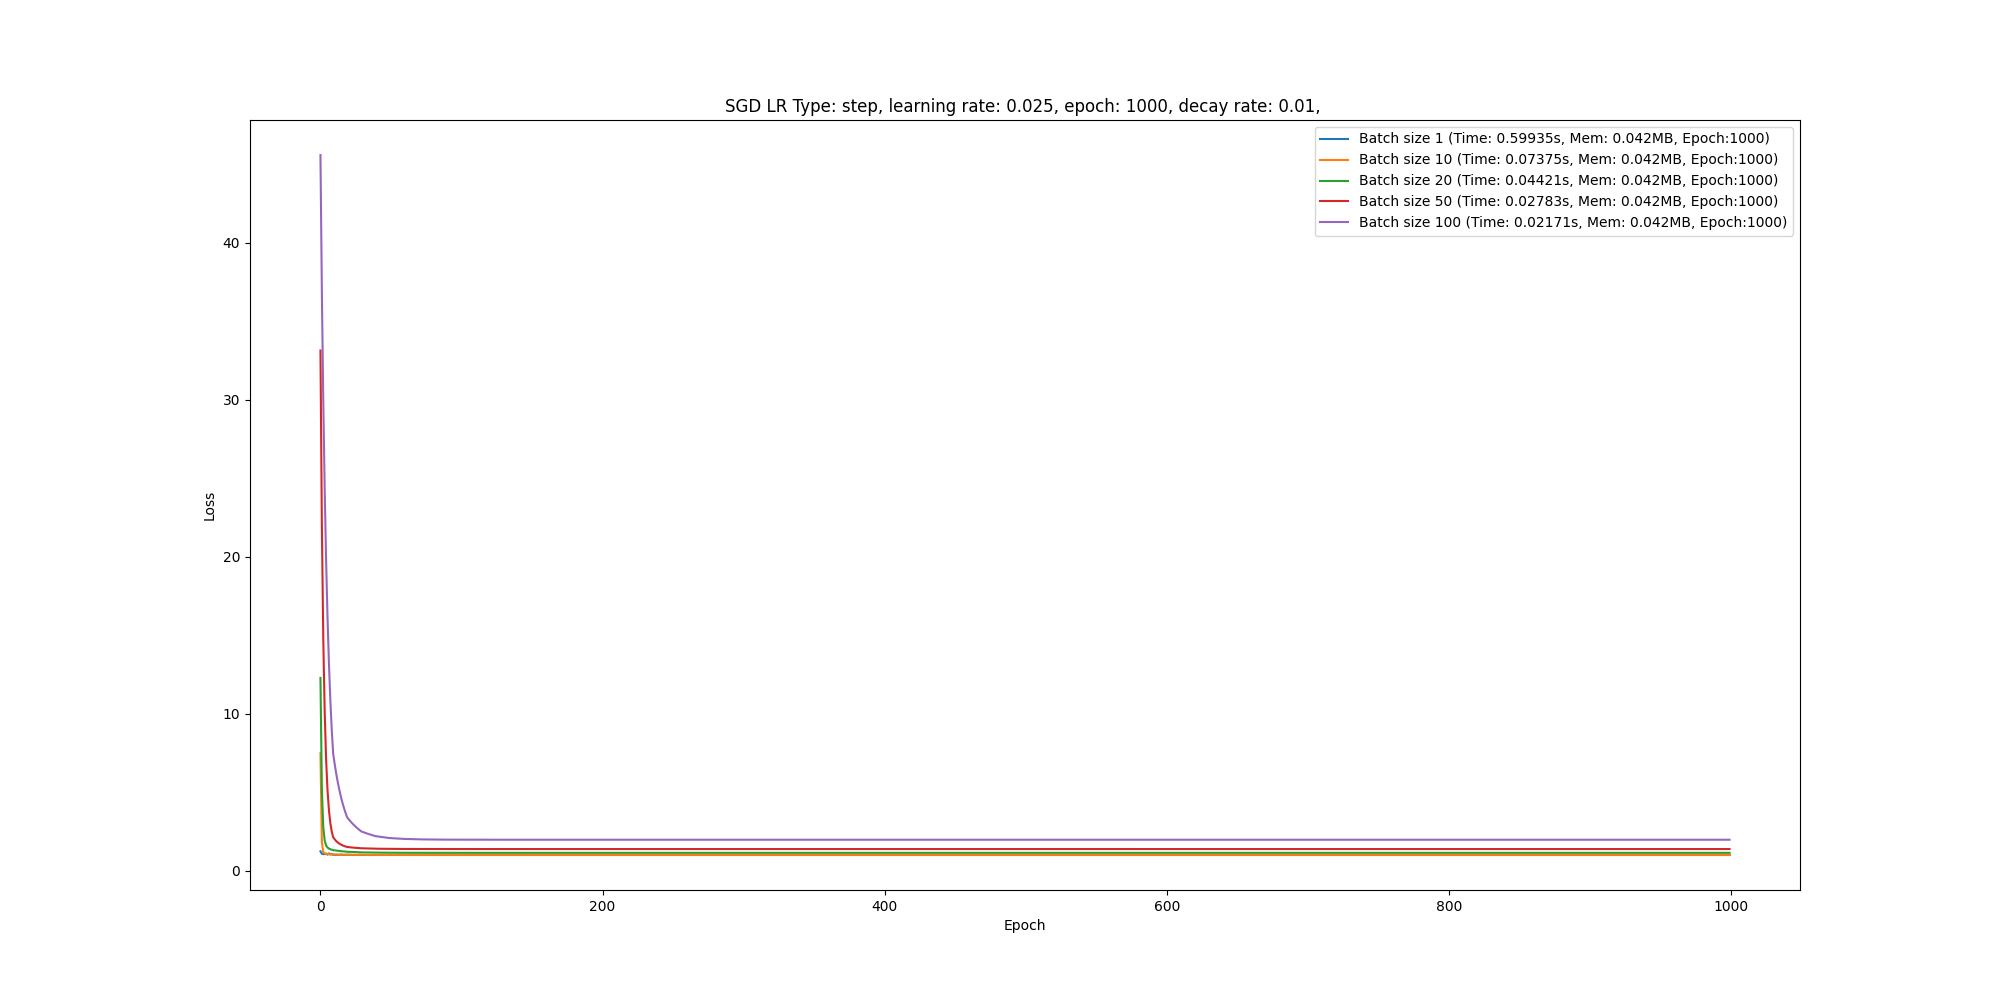 SGD LR Type: step, learning rate: 0.025, epoch: 1000, decay rate: 0.01,
Batch size 1 (Time: 0.59935s, Mem: 0.042MB, Epoch:1000)
Batch size 10 (Time: 0.07375s, Mem: 0.042MB, Epoch:1000)
Batch size 20 (Time: 0.04421s, Mem: 0.042MB, Epoch:1000)
Batch size 50 (Time: 0.02783s, Mem: 0.042MB, Epoch:1000)
Batch size 100 (Time: 0.02171s, Mem: 0.042MB, Epoch:1000)
Loss
40
30
20
10
0
0 200 400 600 800 1000
Epoch